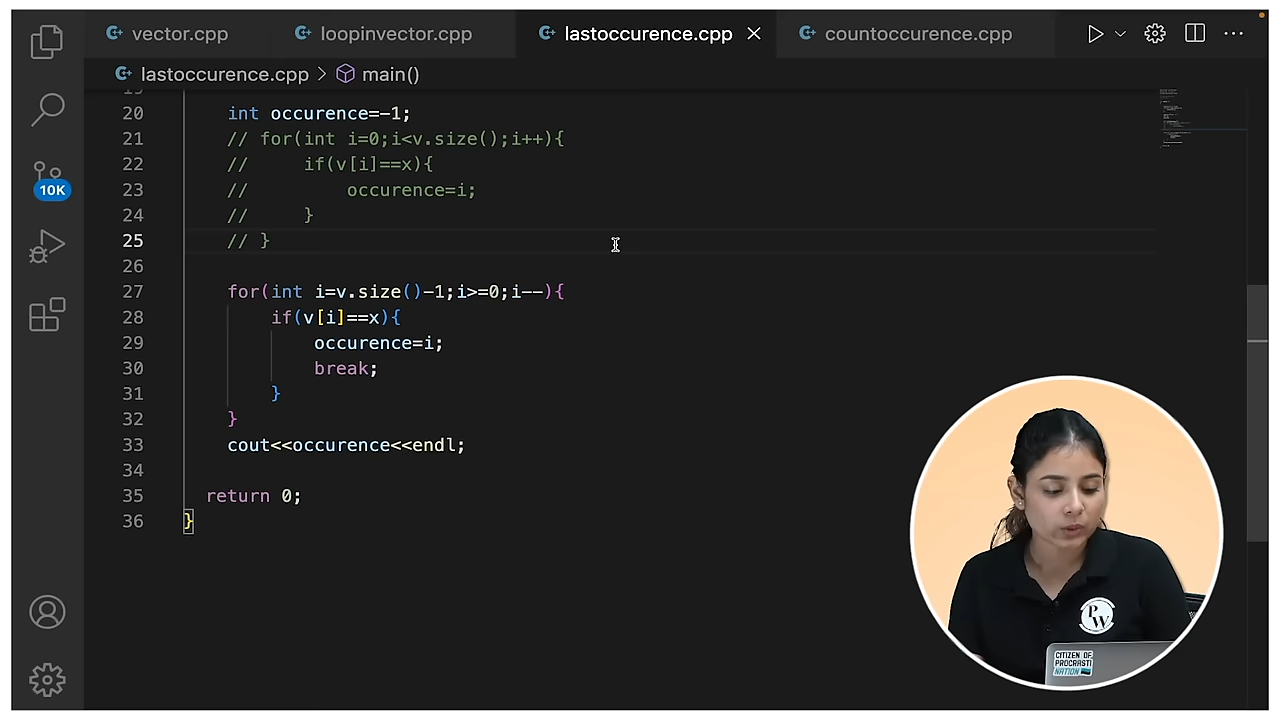 vector.cpp loopinvector.cpp lastoccurence.cpp countoccurence.cpp
lastoccurence.cpp > main()
19
20 int occurence=-1;
21 // for(int i=0;i<v.size();i++){
22 // if(v[i]==x){
23 // occurence=i;
24 // }
25 // }
26
27 for(int i=v.size()-1;i>=0;i--){
28 if(v[i]==x){
29 occurence=i;
30 break;
31 }
32 }
33 cout<<occurence<<endl;
34
35 return 0;
36 }
10K
PW
CITIZEN OF
PROCRASTI
NATION